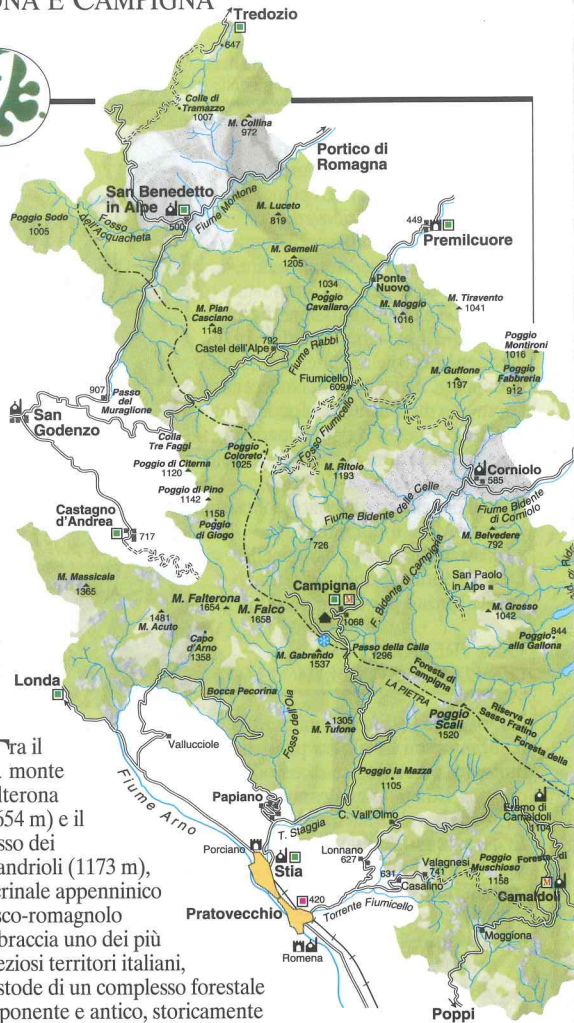 ONA E CAMPIGNA
Tredozio
647
Colle di
Tramazzo
1007
M. Collina
972
Portico di
Romagna
San Benedetto
in Alpe
500
Fiume Montone
Poggio Sodo
1005
Fosso
dell'Acquacheta
M. Luceto
819
449
Premilcuore
M. Gemelli
1205
1034
Poggio
Cavallaro
Ponte
Nuovo
M. Moggio
1016
M. Tiravento
1041
M. Pian
Casciano
1148
792
Castel dell'Alpe
Fiume Rabbi
Poggio
Montironi
1016
Poggio
Fabbreria
912
M. Guffone
1197
Fiumicello
609
907
Passo
del
Muraglione
San
Godenzo
Colla
Tre Faggi
Fosso Fiumicello
Poggio
Coloreto
1025
M. Ritolo
1193
Corniolo
585
Poggio di Citerna
1120
Poggio di Pino
1142
Fiume Bidente delle Celle
Fiume Bidente
di Corniolo
Castagno
d'Andrea
717
1158
Poggio
di Giogo
726
M. Belvedere
792
F. Bidente di Campigna
San Paolo
in Alpe
M. Massicaia
1365
Campigna
M
1068
M. Falterona
1654
M. Falco
1658
M. Grosso
1042
1481
M. Acuto
Capo
d'Arno
1358
M. Gabrendo
1537
Passo della Calla
1296
844
Poggio
alla Gallona
Foresta di
Campigna
LA PIETRA
Riserva di
Sasso Fratino
Foresta della
Londa
Bocca Pecorina
Fosso dell'Oia
1305
M. Tufone
Poggio
Scali
1520
Vallucciole
Fiume Arno
Poggio la Mazza
1105
Papiano
C. Vall'Olmo
T. Staggia
Eremo di
Camaldoli
1104
Porciano
Stia
Lonnano
627
631
Casalino
Valagnesi
741
Poggio
Muschioso
1158
Foresta di
M
Camaldoli
420
Pratovecchio
Torrente Fiumicello
Romena
Moggiona
Poppi
ra il
monte
lterona
654 m) e il
sso dei
andrioli (1173 m),
crinale appenninico
sco-romagnolo
braccia uno dei più
eziosi territori italiani,
stode di un complesso forestale
ponente e antico, storicamente